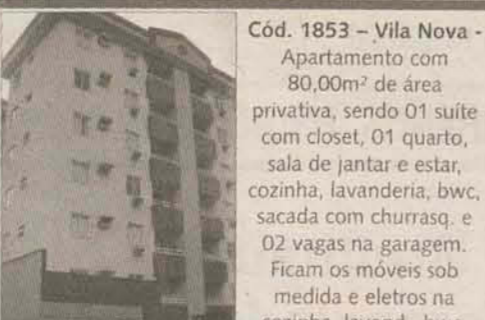 Cód. 1853 – Vila Nova -
Apartamento com
80,00m² de área
privativa, sendo 01 suíte
com closet, 01 quarto,
sala de jantar e estar,
cozinha, lavanderia, bwc,
sacada com churrasq. e
02 vagas na garagem.
Ficam os móveis sob
medida e eletros na